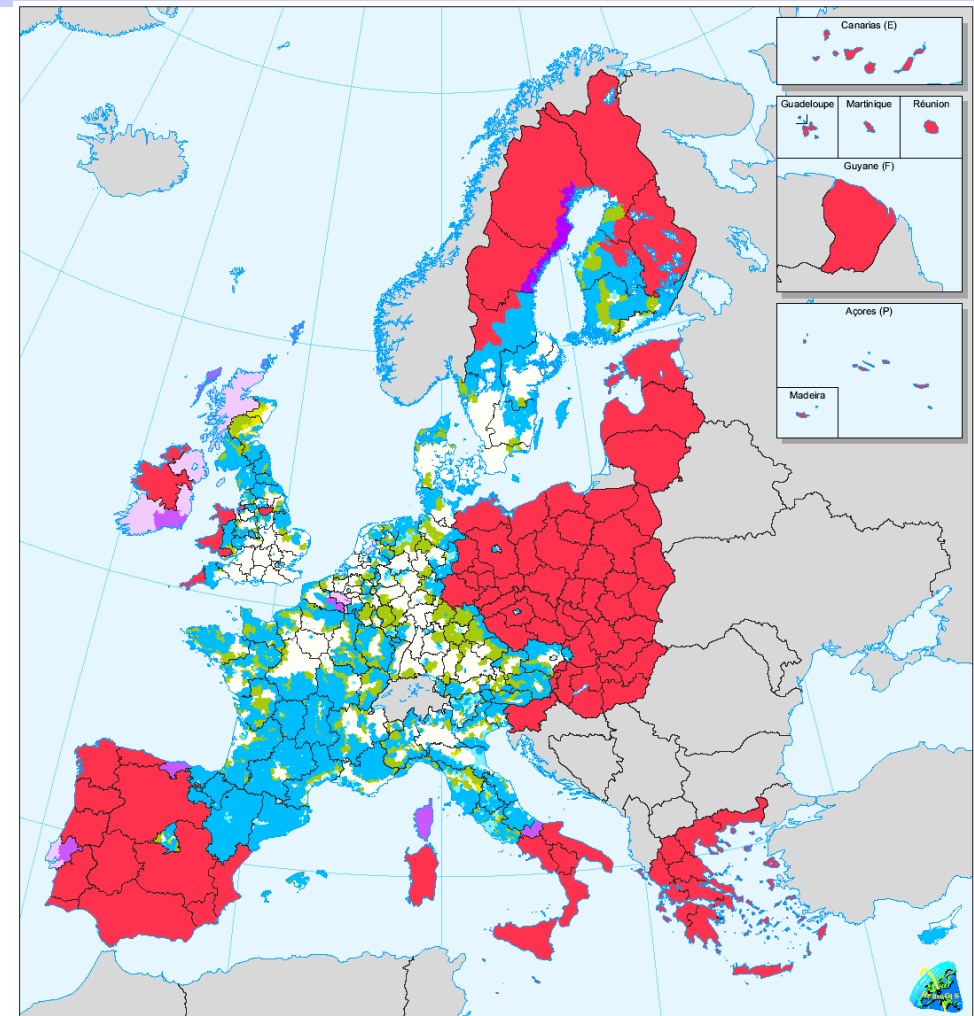 Canarias (E)
Guadeloupe
Martinique
Réunion
Guyane (F)
Açores (P)
Madeira